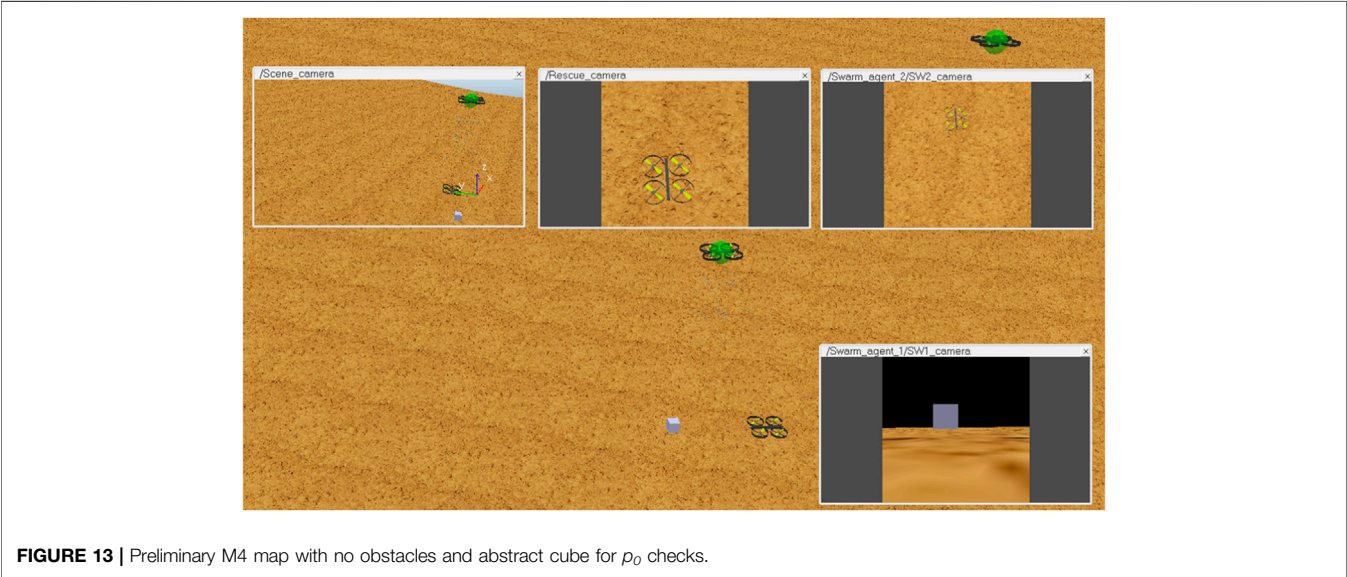 /Scene_camera ×
/Rescue_camera ×
/Swarm_agent_2/SW2_camera ×
z
x
y
/Swarm_agent_1/SW1_camera ×
FIGURE 13 | Preliminary M4 map with no obstacles and abstract cube for p0 checks.